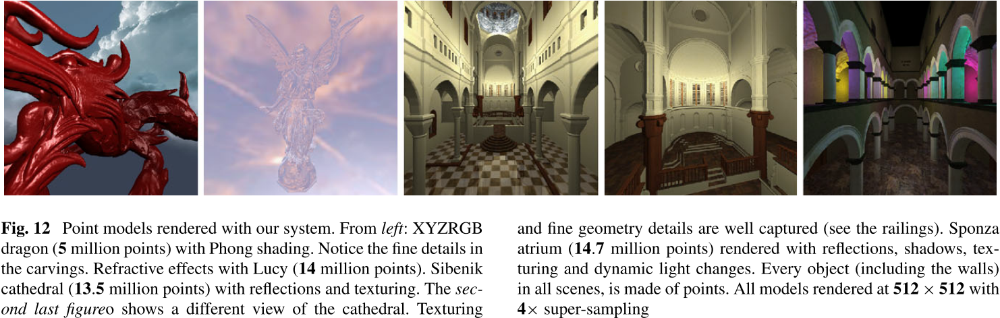 Fig. 12 Point models rendered with our system. From left: XYZRGB
dragon (5 million points) with Phong shading. Notice the fine details in
the carvings. Refractive effects with Lucy (14 million points). Sibenik
cathedral (13.5 million points) with reflections and texturing. The sec-
ond last figureo shows a different view of the cathedral. Texturing
and fine geometry details are well captured (see the railings). Sponza
atrium (14.7 million points) rendered with reflections, shadows, tex-
turing and dynamic light changes. Every object (including the walls)
in all scenes, is made of points. All models rendered at 512 × 512 with
4× super-sampling